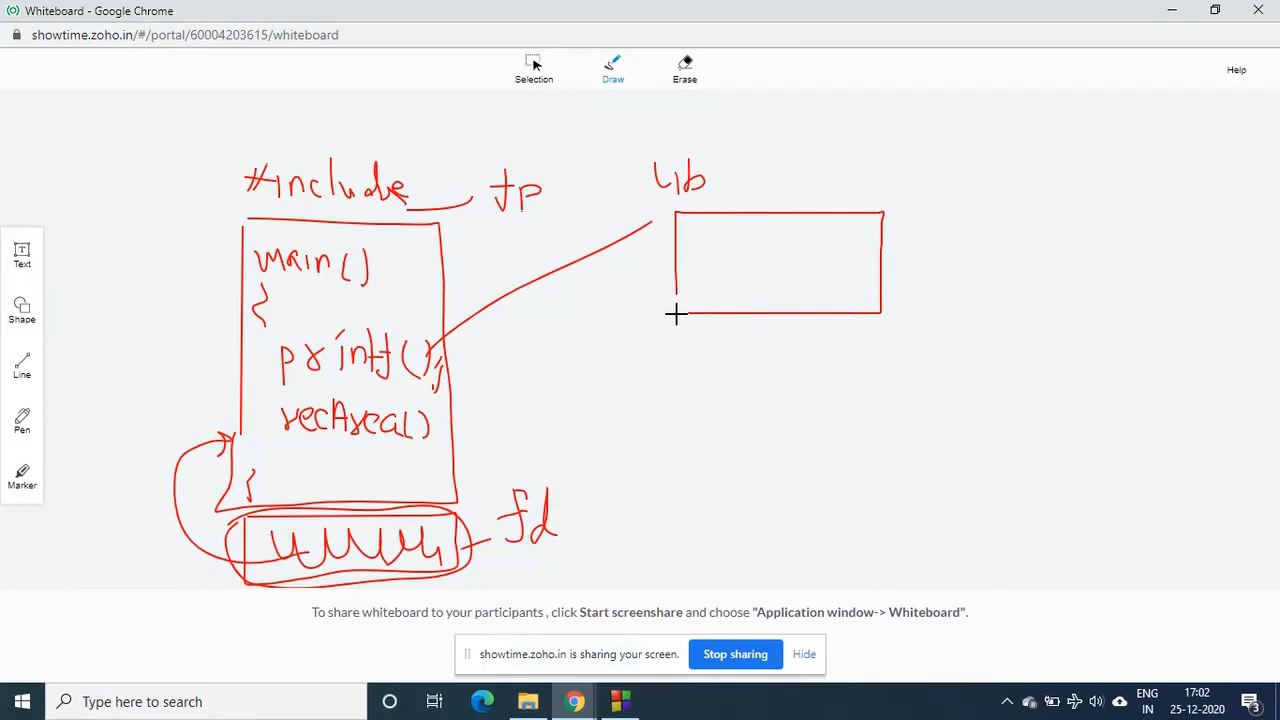 Whiteboard - Google Chrome
showtime.zoho.in/#/portal/60004203615/whiteboard
Selection
Draw
Erase
Help
#include
fp
Lib
main()
{
printf();
recArea()
}
fd
Text
Shape
Line
Pen
Marker
To share whiteboard to your participants , click Start screenshare and choose "Application window-> Whiteboard".
showtime.zoho.in is sharing your screen.
Stop sharing
Hide
Type here to search
ENG
IN
17:02
25-12-2020
3